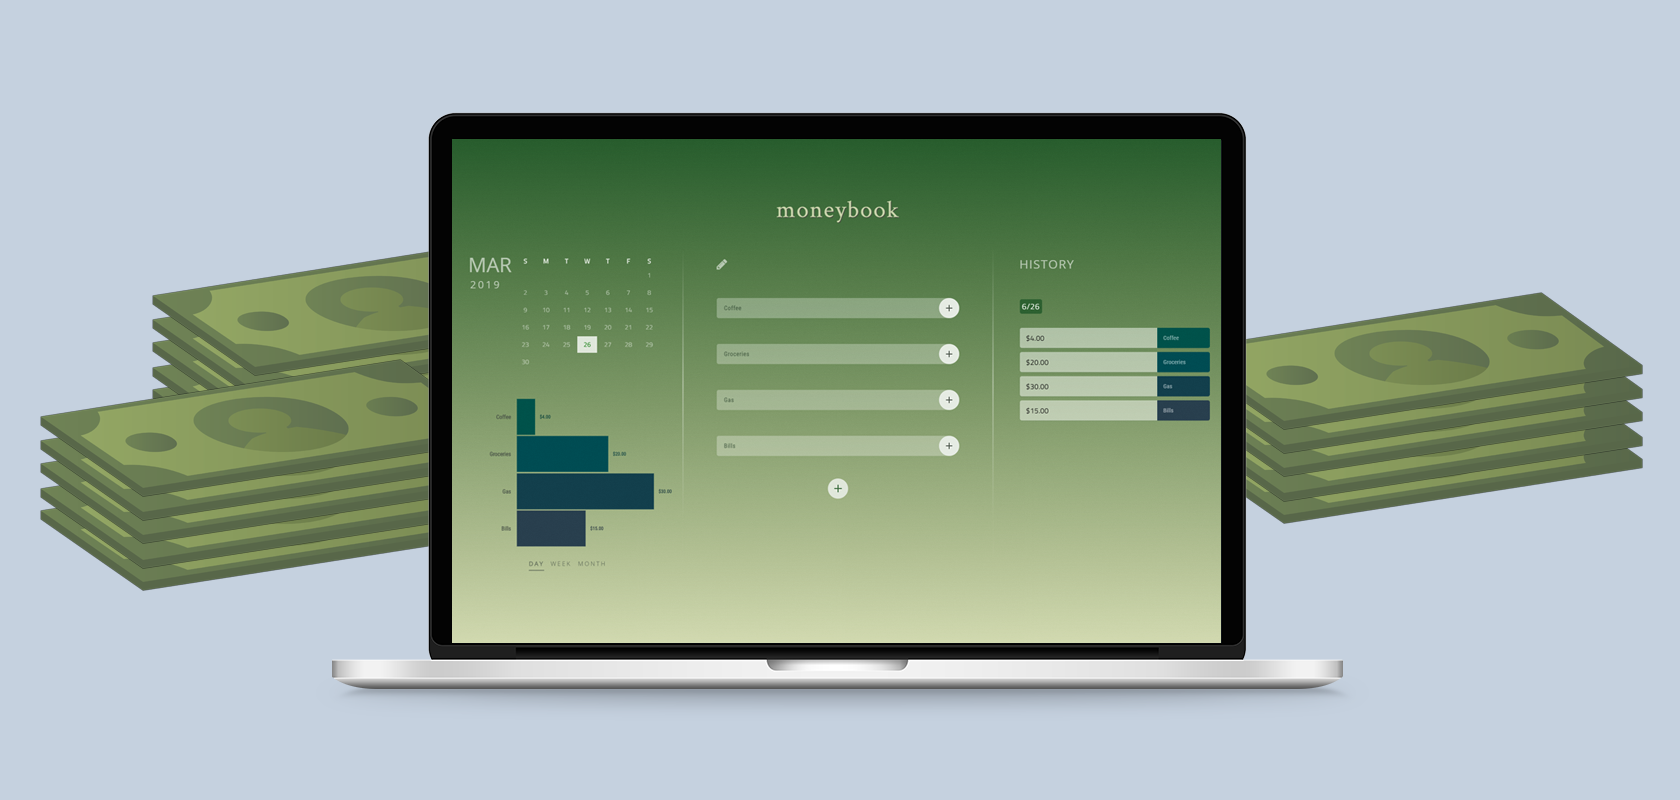 moneybook
MAR
2019
S M T W T F S
1
2 3 4 5 6 7 8
9 10 11 12 13 14 15
16 17 18 19 20 21 22
23 24 25 26 27 28 29
30
Coffee $4.00
Groceries $20.00
Gas $30.00
Bills $15.00
DAY WEEK MONTH
Coffee +
Groceries +
Gas +
Bills +
+
HISTORY
6/26
$4.00 Coffee
$20.00 Groceries
$30.00 Gas
$15.00 Bills